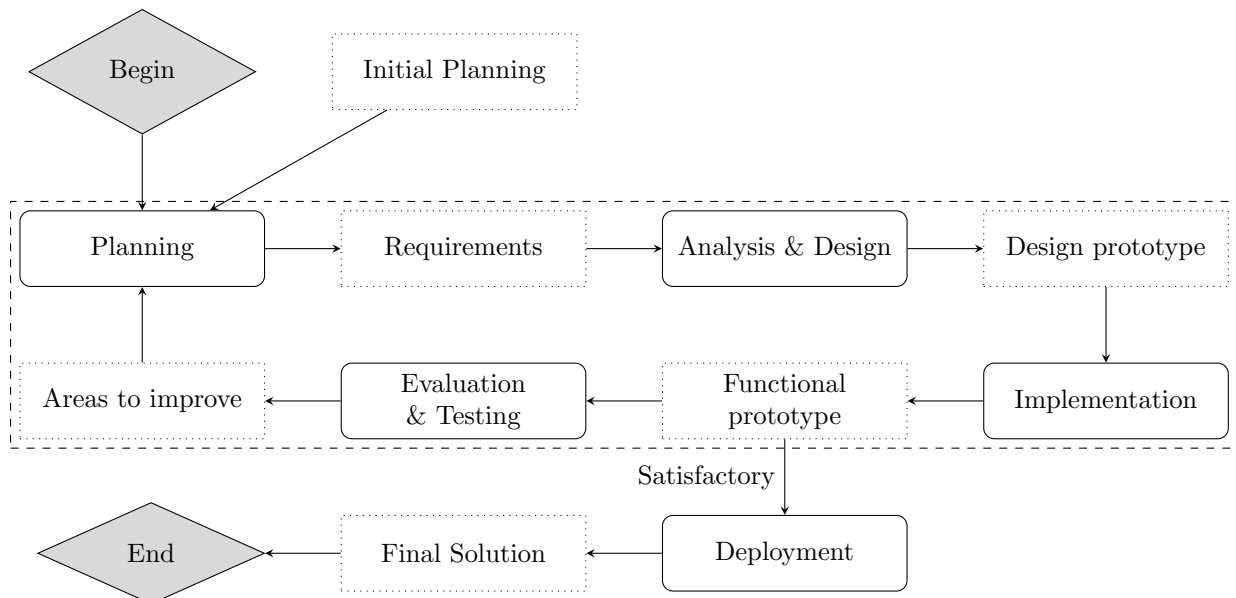 Begin
Initial Planning
Planning
Requirements
Analysis & Design
Design prototype
Areas to improve
Evaluation
& Testing
Functional
prototype
Implementation
Satisfactory
End
Final Solution
Deployment